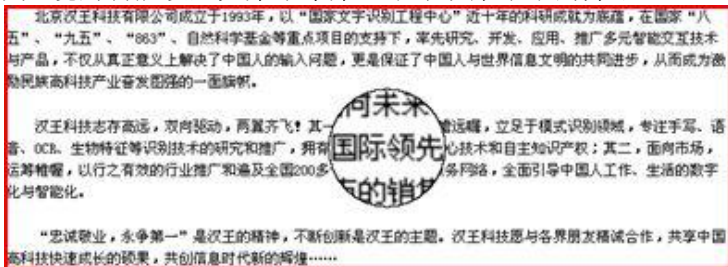 北京汉王科技有限公司成立于1993年,以“国家文字识别工程中心”近十年的科研成就为底蕴,在国家“八
五”、“九五”、“863”、自然科学基金等重点项目的支持下,率先研究、开发、应用、推广多元智能交互技术
与产品,不仅从真正意义上解决了中国人的输入问题,更是保证了中国人与世界信息文明的共同进步,从而成为激
励民族高科技产业奋发图强的一面旗帜。
汉王科技志存高远,双向驱动,两翼齐飞!其一 向未来 瞻远瞩,立足于模式识别领域,专注手写、语
音、OCR、生物特征等识别技术的研究和推广,拥有 国际领先 心技术和自主知识产权;其二,面向市场,
运筹帷幄,以行之有效的行业推广和遍及全国200多 的销售 务网络,全面引导中国人工作、生活的数字
化与智能化。
“忠诚敬业,永争第一”是汉王的精神,不断创新是汉王的主题。汉王科技愿与各界朋友精诚合作,共享中国
高科技快速成长的硕果,共创信息时代新的辉煌……